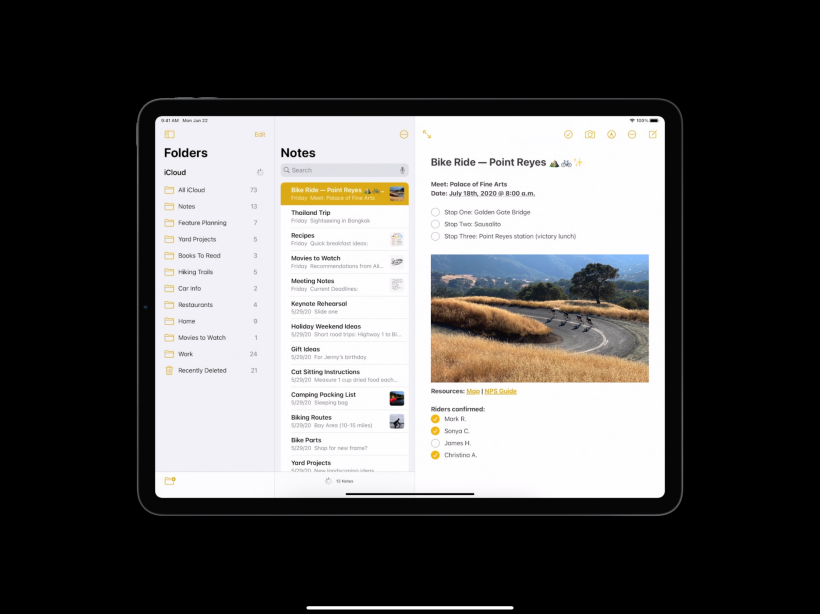 9:41 AM Mon Jun 22
100%
Edit
Folders
iCloud
All iCloud 73
Notes 13
Feature Planning 7
Yard Projects 5
Books To Read 3
Hiking Trails 5
Car Info 2
Restaurants 4
Home 9
Movies to Watch 1
Work 24
Recently Deleted 21
Notes
Search
Bike Ride — Point Reyes 🏕️🚲...
Friday Meet: Palace of Fine Arts
Thailand Trip
Friday Sightseeing in Bangkok
Recipes
Friday Quick breakfast ideas:
Movies to Watch
Friday Recommendations from Ali...
Meeting Notes
Friday Current Deadlines:
Keynote Rehearsal
5/29/20 Slide one
Holiday Weekend Ideas
5/29/20 Short road trips: Highway 1 to Bi...
Gift Ideas
5/29/20 For Jenny's birthday
Cat Sitting Instructions
5/29/20 Measure 1 cup dried food each...
Camping Packing List
5/29/20 Sleeping bag
Biking Routes
5/29/20 Bay Area (10-15 miles)
Bike Parts
5/29/20 Shop for new frame?
Yard Projects
5/29/20 New landscaping ideas
13 Notes
Bike Ride — Point Reyes 🏕️🚲✨
Meet: Palace of Fine Arts
Date: July 18th, 2020 @ 8:00 a.m.
Stop One: Golden Gate Bridge
Stop Two: Sausalito
Stop Three: Point Reyes station (victory lunch)
Resources: Map | NPS Guide
Riders confirmed:
Mark R.
Sonya C.
James H.
Christina A.